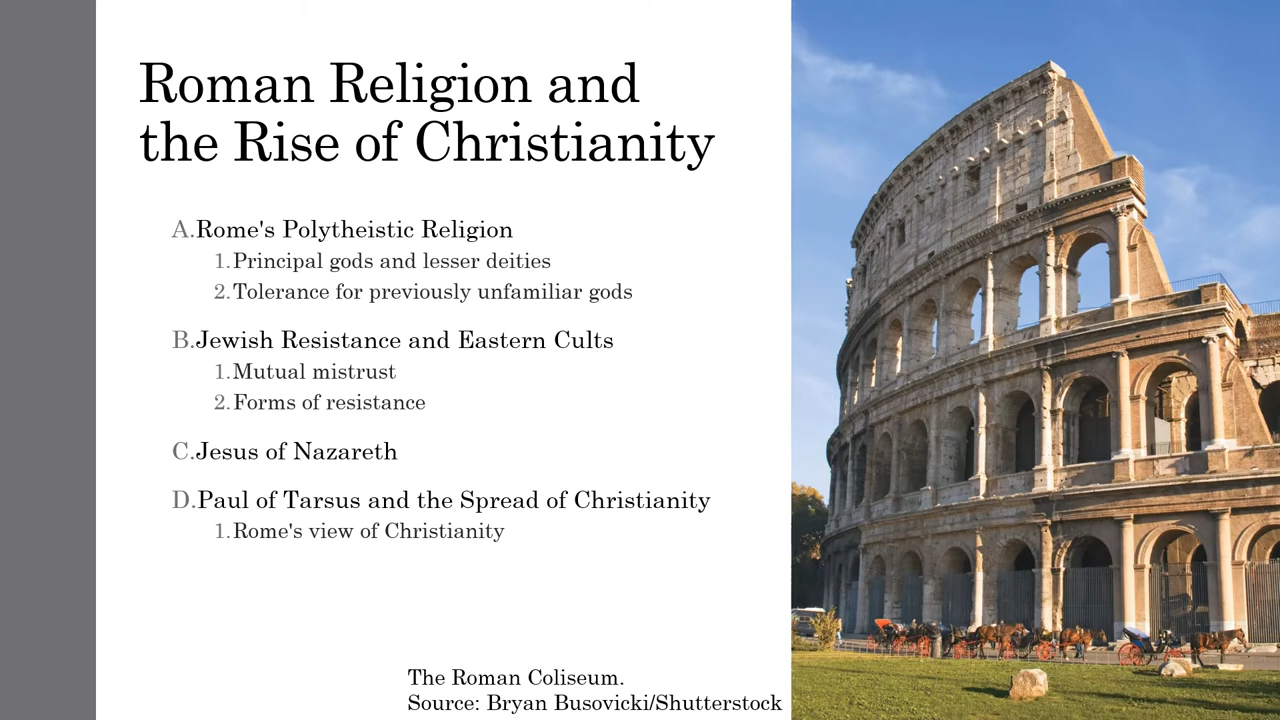 Roman Religion and
the Rise of Christianity
A.Rome's Polytheistic Religion
1.Principal gods and lesser deities
2.Tolerance for previously unfamiliar gods
B.Jewish Resistance and Eastern Cults
1.Mutual mistrust
2.Forms of resistance
C.Jesus of Nazareth
D.Paul of Tarsus and the Spread of Christianity
1.Rome's view of Christianity
The Roman Coliseum.
Source: Bryan Busovicki/Shutterstock